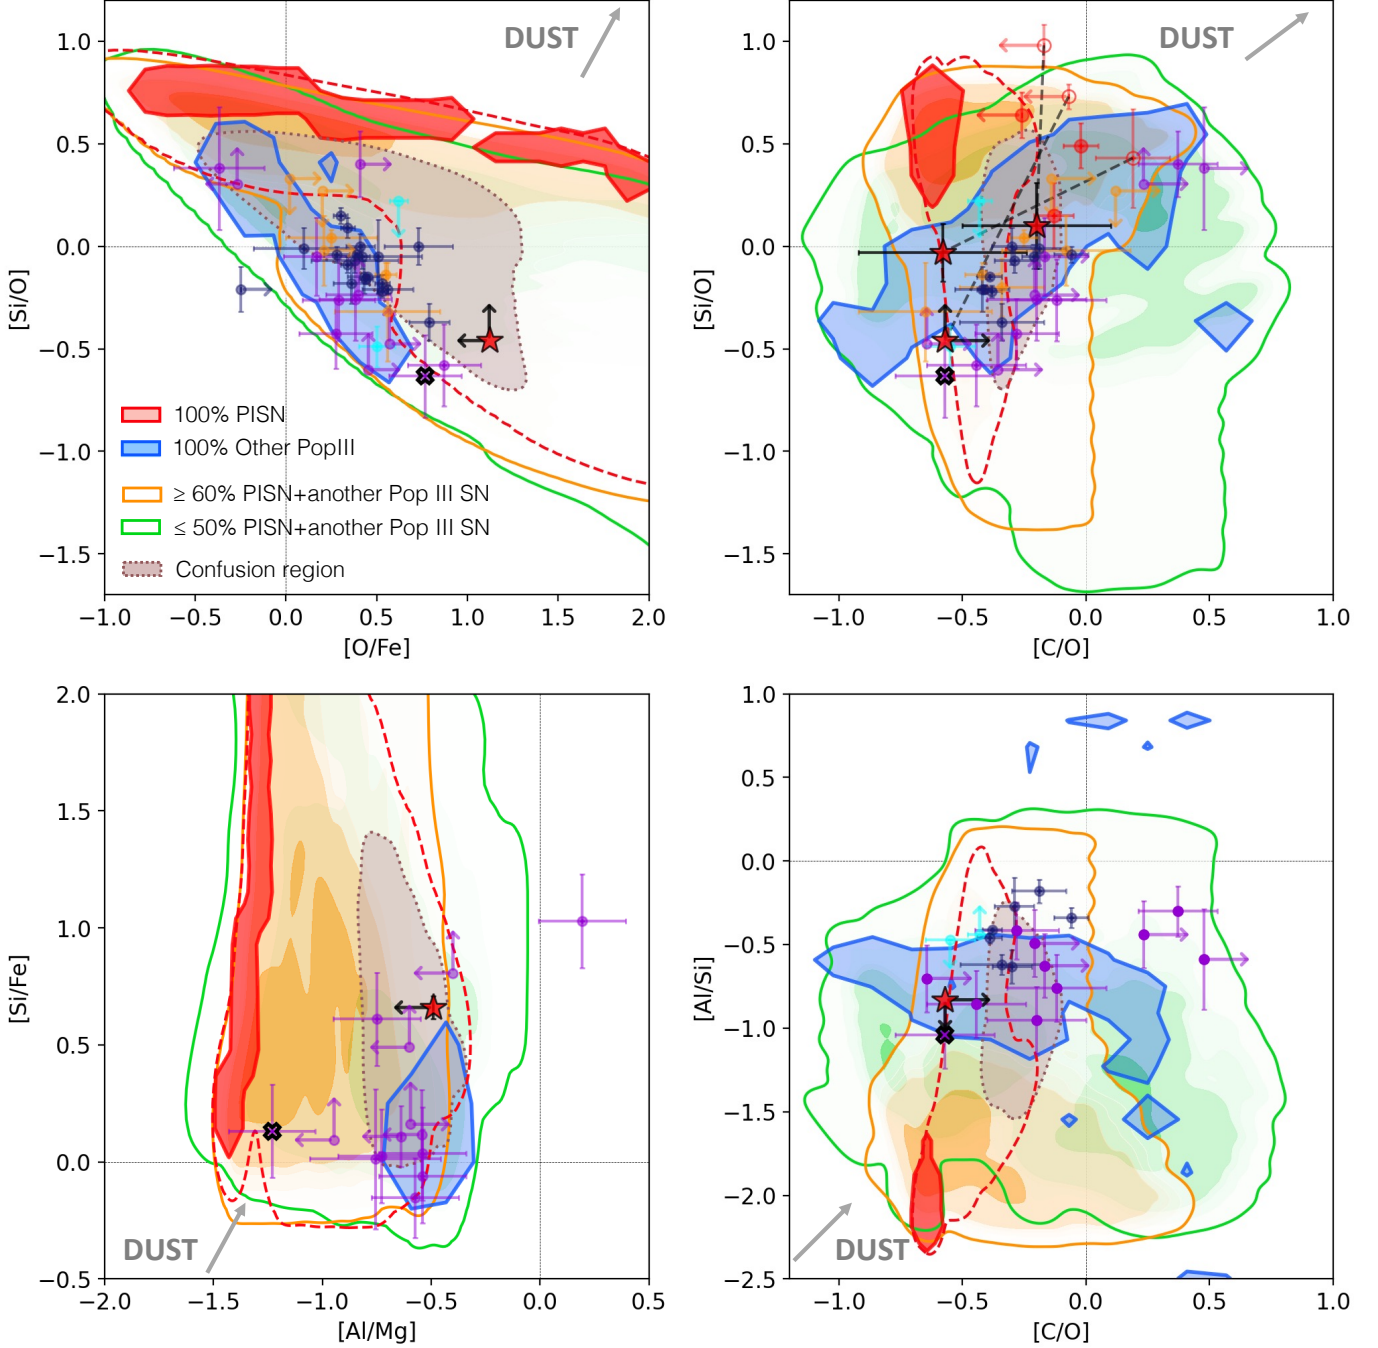 DUST
1.0
0.5
0.0
−0.5
−1.0
−1.5
[Si/O]
100% PISN
100% Other PopIII
≥ 60% PISN+another Pop III SN
≤ 50% PISN+another Pop III SN
Confusion region
−1.0 −0.5 0.0 0.5 1.0 1.5 2.0
[O/Fe]
DUST
1.0
0.5
0.0
−0.5
−1.0
−1.5
[Si/O]
−1.0 −0.5 0.0 0.5 1.0
[C/O]
2.0
1.5
1.0
0.5
0.0
−0.5
[Si/Fe]
DUST
−2.0 −1.5 −1.0 −0.5 0.0 0.5
[Al/Mg]
1.0
0.5
0.0
−0.5
−1.0
−1.5
−2.0
−2.5
[Al/Si]
DUST
−1.0 −0.5 0.0 0.5 1.0
[C/O]